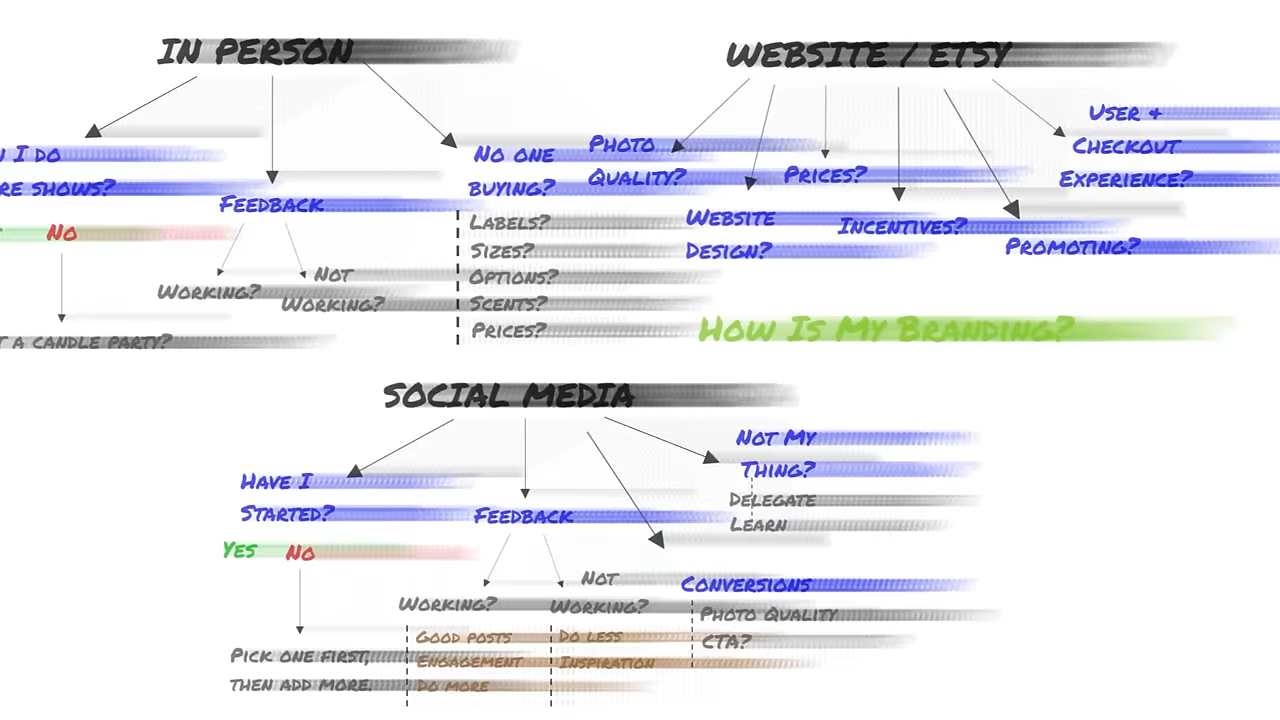 IN PERSON
I DO
SHOWS?
No
A CANDLE PARTY?
FEEDBACK
WORKING?
NOT
WORKING?
NO ONE
BUYING?
LABELS?
SIZES?
OPTIONS?
SCENTS?
PRICES?
WEBSITE / ETSY
PHOTO
QUALITY?
WEBSITE
DESIGN?
PRICES?
INCENTIVES?
PROMOTING?
USER &
CHECKOUT
EXPERIENCE?
HOW IS MY BRANDING?
SOCIAL MEDIA
HAVE I
STARTED?
YES NO
PICK ONE FIRST,
THEN ADD MORE.
FEEDBACK
WORKING?
GOOD POSTS
ENGAGEMENT
DO MORE
NOT
WORKING?
DO LESS
INSPIRATION
CONVERSIONS
PHOTO QUALITY
CTA?
NOT MY
THING?
DELEGATE
LEARN